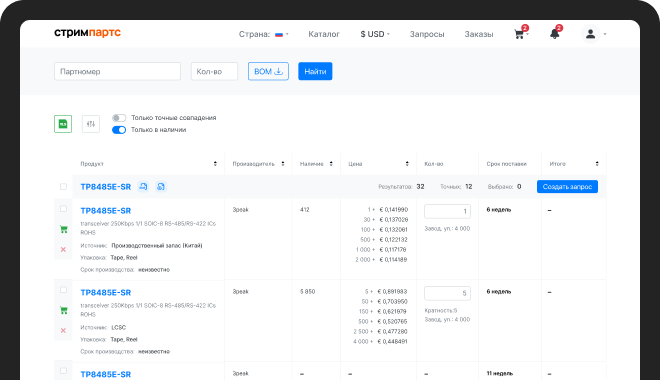 стримпартс
Страна:
Каталог
$ USD
Запросы
Заказы
2
2
Партномер
Кол-во
BOM
Найти
XLS
Только точные совпадения
Только в наличии
Продукт
Производитель
Наличие
Цена
Кол-во
Срок поставки
Итого
TP8485E-SR
Результатов: 32
Точных: 12
Выбрано: 0
Создать запрос
TP8485E-SR
transceiver 250Kbps 1/1 SOIC-8 RS-485/RS-422 ICs
ROHS
Источник: Производственный запас (Китай)
Упаковка: Tape, Reel
Срок производства: неизвестно
3peak
412
1 + € 0,141990
30 + € 0,137026
100 + € 0,132061
500 + € 0,122132
1 000 + € 0,117176
2 000 + € 0,114189
1
Завод. уп.: 4 000
6 недель
–
TP8485E-SR
transceiver 250Kbps 1/1 SOIC-8 RS-485/RS-422 ICs
ROHS
Источник: LCSC
Упаковка: Tape, Reel
Срок производства: неизвестно
3peak
5 850
5 + € 0,891983
50 + € 0,703950
150 + € 0,621979
500 + € 0,520765
2 500 + € 0,477280
4 000 + € 0,448491
5
Кратность:5
Завод. уп.: 4 000
6 недель
–
TP8485E-SR
3peak
–
–
–
11 недель
–